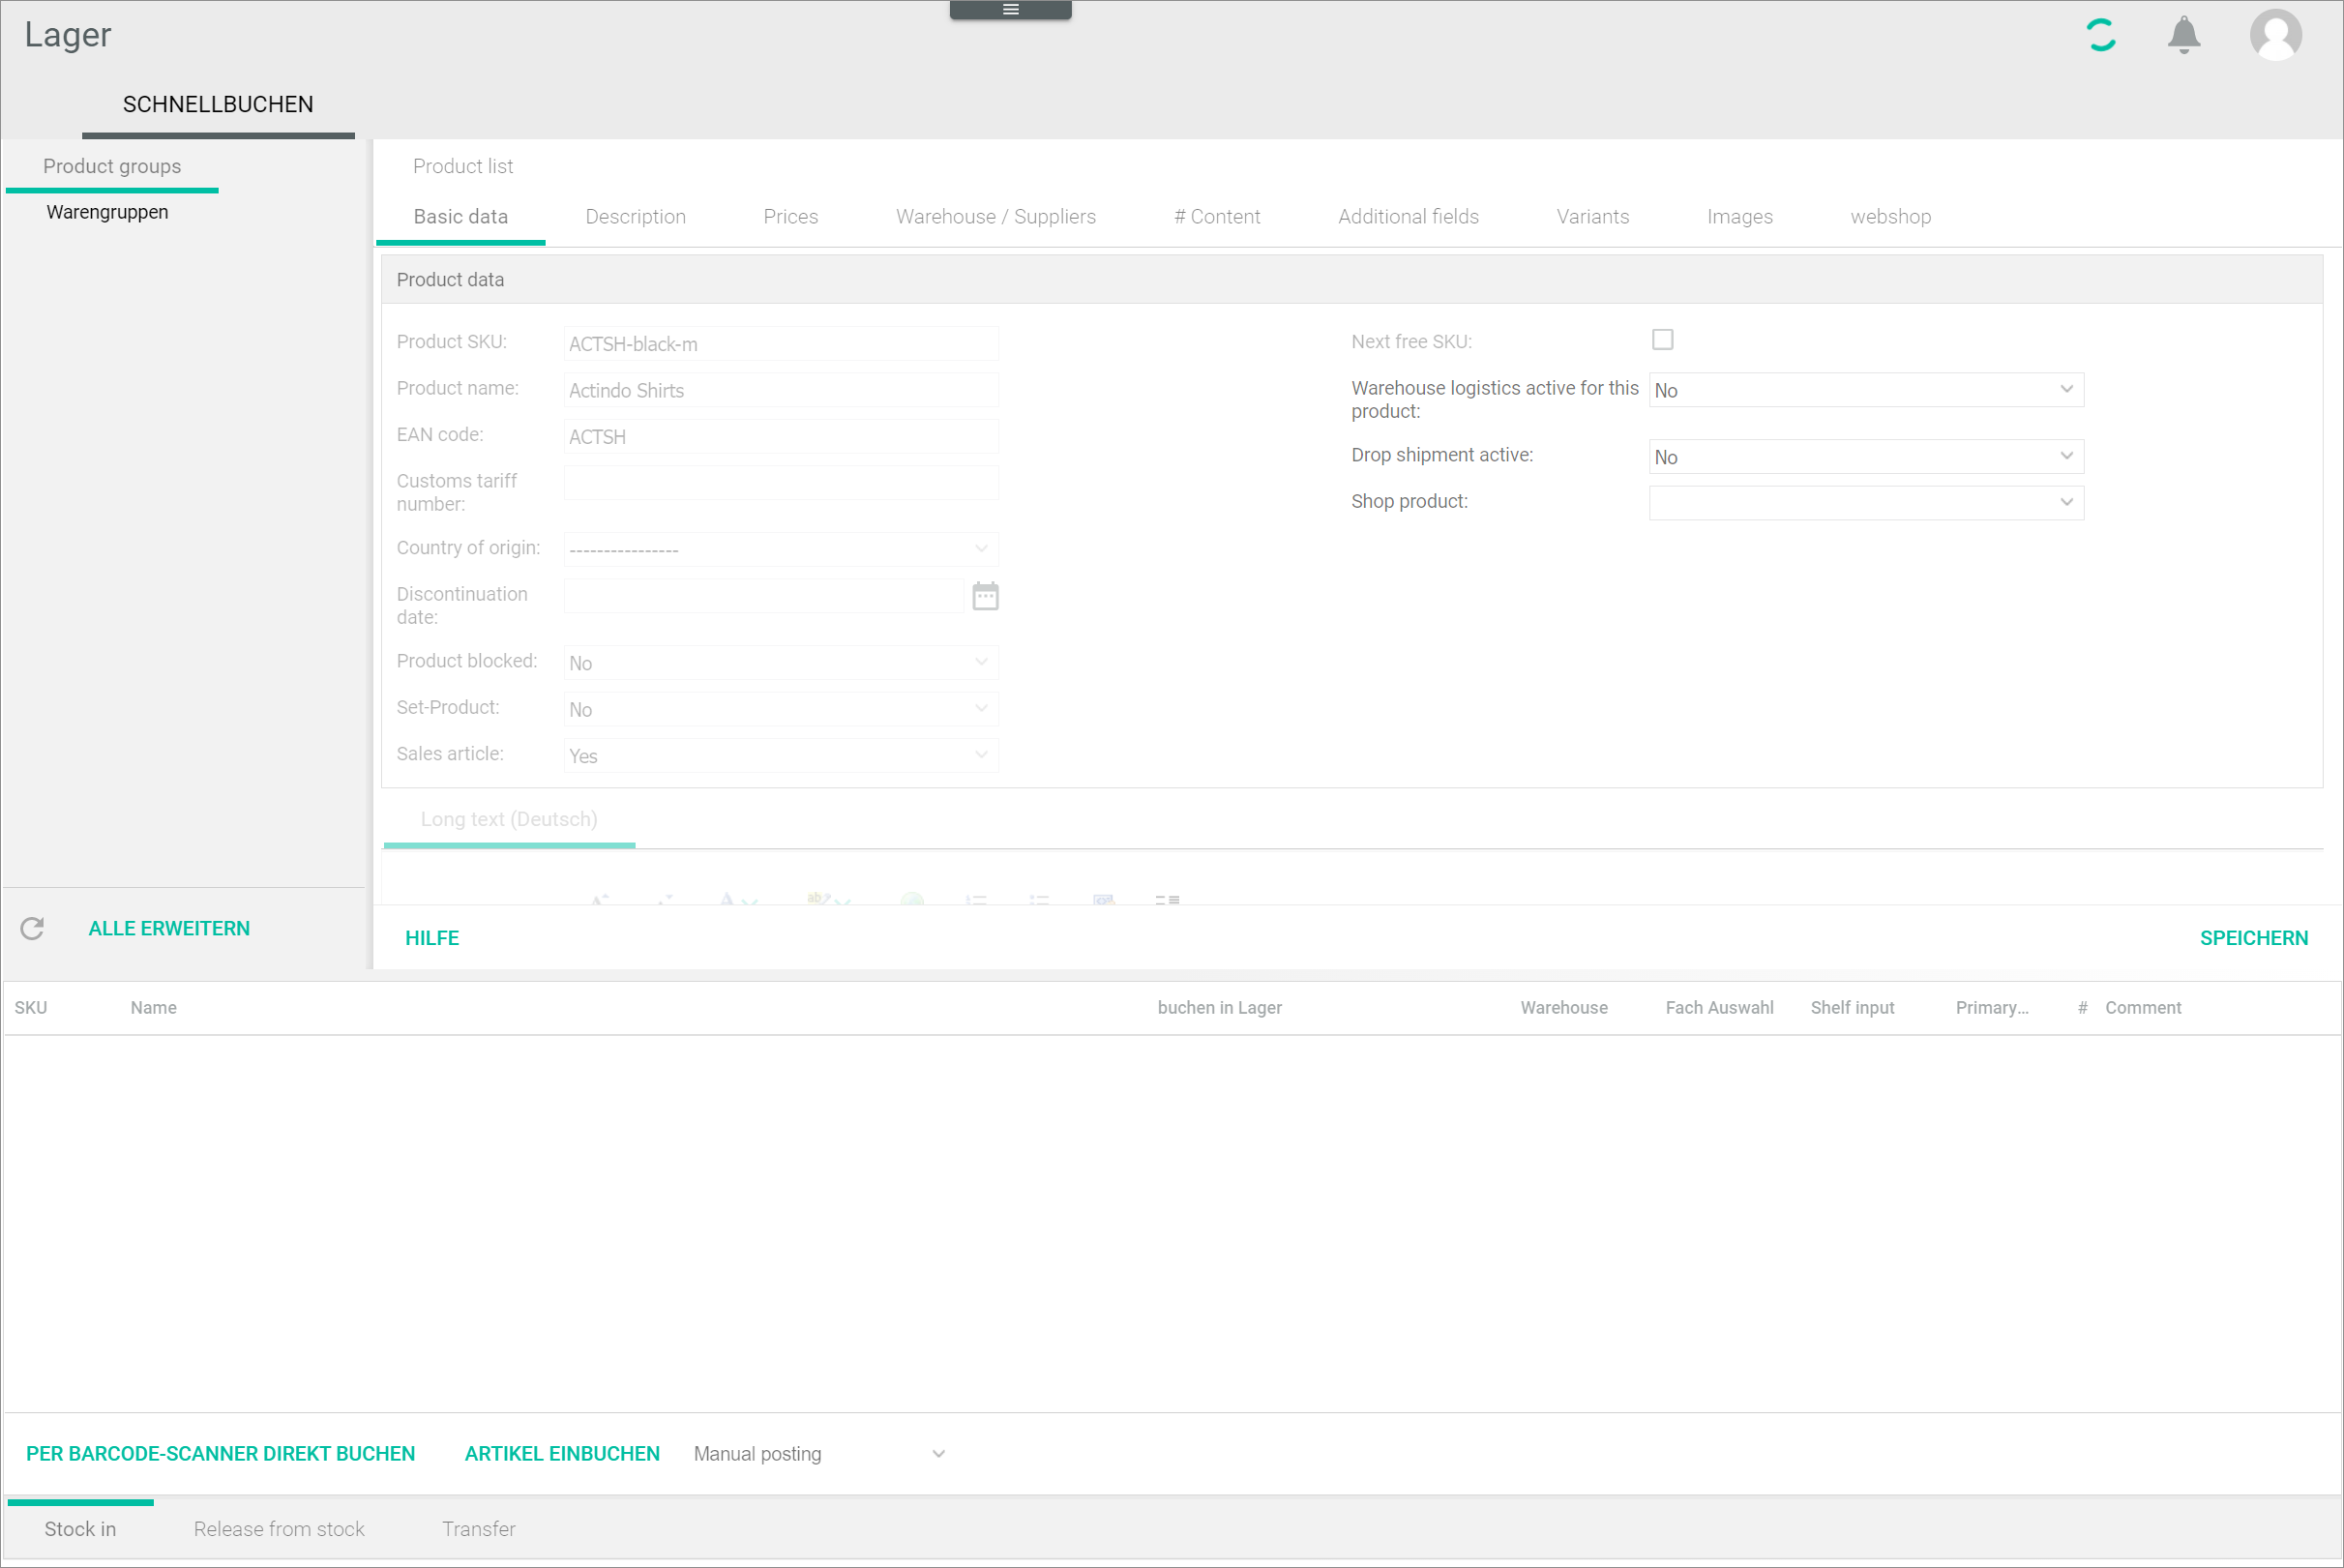 Lager
SCHNELLBUCHEN
Product groups
Warengruppen
Product list
Basic data Description Prices Warehouse / Suppliers # Content Additional fields Variants Images webshop
Product data
Product SKU: ACTSH-black-m
Product name: Actindo Shirts
EAN code: ACTSH
Customs tariff
number:
Country of origin: ----------------
Discontinuation
date:
Product blocked: No
Set-Product: No
Sales article: Yes
Next free SKU:
Warehouse logistics active for this
product: No
Drop shipment active: No
Shop product:
Long text (Deutsch)
ALLE ERWEITERN
HILFE
SPEICHERN
SKU Name buchen in Lager Warehouse Fach Auswahl Shelf input Primary... # Comment
PER BARCODE-SCANNER DIREKT BUCHEN ARTIKEL EINBUCHEN Manual posting
Stock in Release from stock Transfer